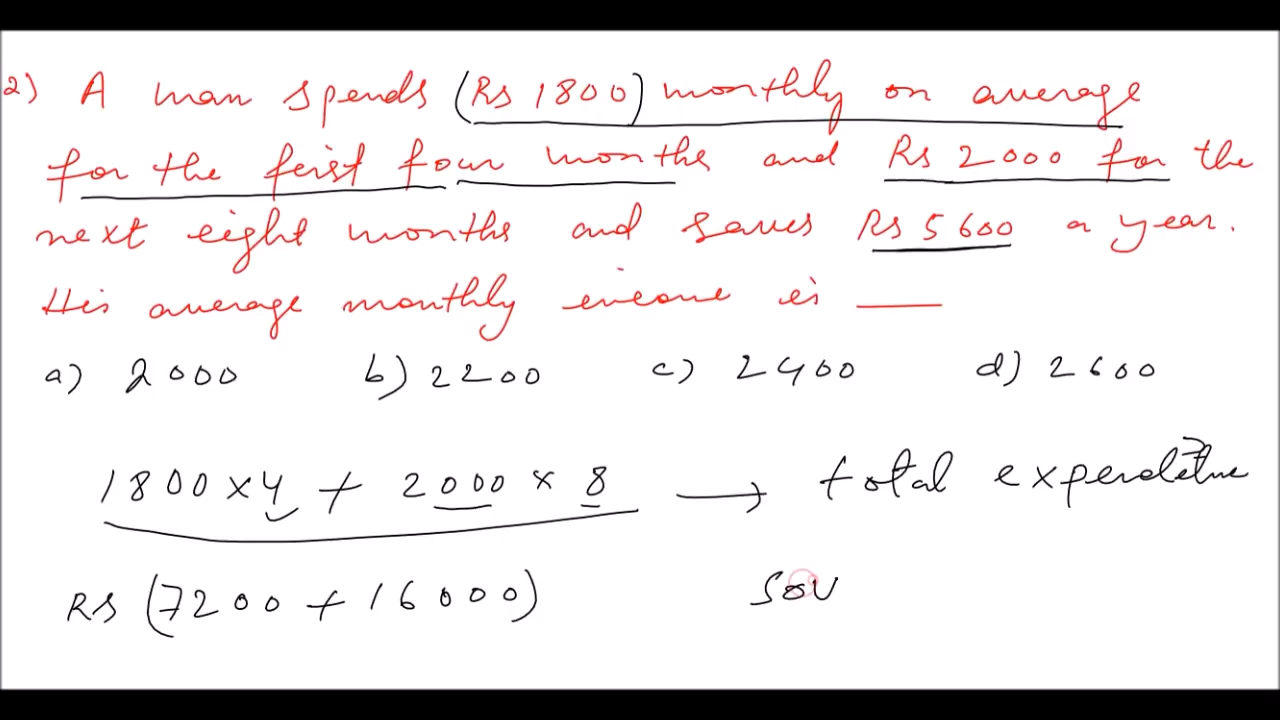 2) A man spends (Rs 1800) monthly on average
for the first four months and Rs 2000 for the
next eight months and saves Rs 5600 a year.
His average monthly income is ___
a) 2000 b) 2200 c) 2400 d) 2600
1800 x 4 + 2000 x 8 → total expenditure
RS (7200 + 16000) sav